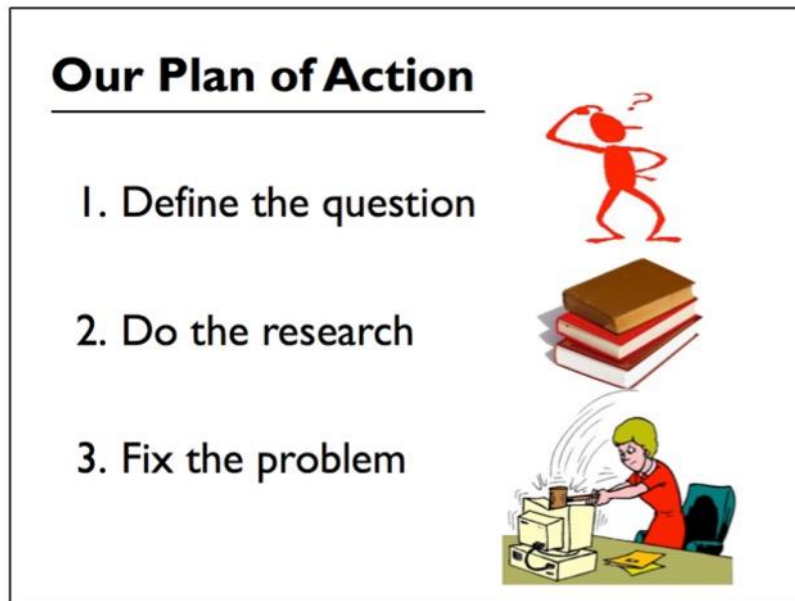 Our Plan of Action
?
1. Define the question
2. Do the research
3. Fix the problem